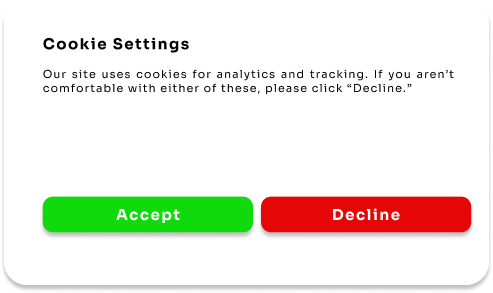 Cookie Settings
Our site uses cookies for analytics and tracking. If you aren’t
comfortable with either of these, please click “Decline.”
Accept
Decline